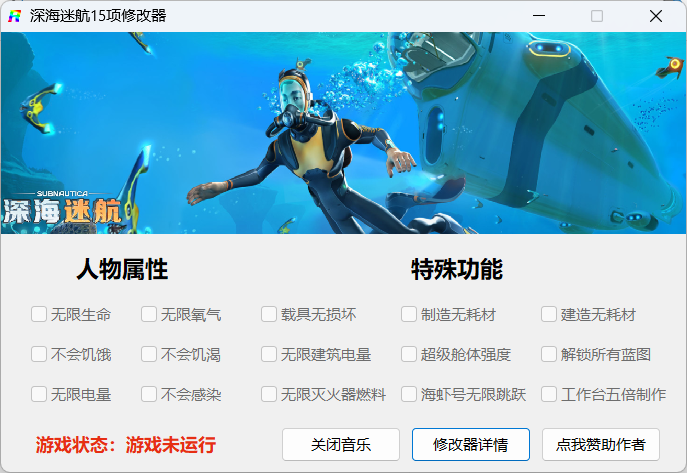 深海迷航15项修改器
SUBNAUTICA
深海迷航
人物属性 特殊功能
无限生命 无限氧气 载具无损坏 制造无耗材 建造无耗材
不会饥饿 不会饥渴 无限建筑电量 超级舱体强度 解锁所有蓝图
无限电量 不会感染 无限灭火器燃料 海虾号无限跳跃 工作台五倍制作
游戏状态：游戏未运行 关闭音乐 修改器详情 点我赞助作者